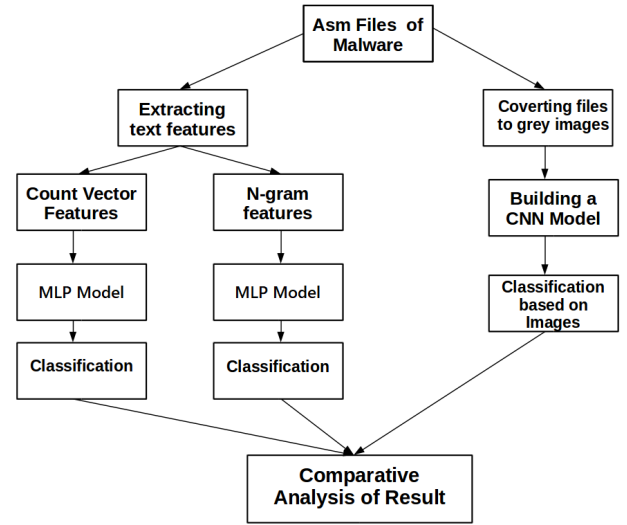 Asm Files of
Malware
Extracting
text features
Coverting files
to grey images
Count Vector
Features
N-gram
features
Building a
CNN Model
MLP Model
MLP Model
Classification
based on
Images
Classification
Classification
Comparative
Analysis of Result